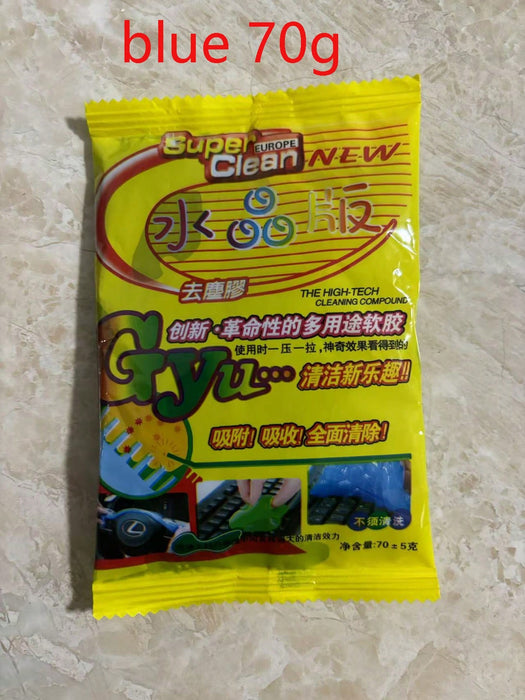 blue 70g
Super
EUROPE
Clean
NEW
水晶版
去塵膠
THE HIGH-TECH
CLEANING COMPOUND
创新·革命性的多用途软胶
使用时一压一拉,神奇效果看得到的
Gyu…
清洁新乐趣!!
吸附! 吸收! 全面清除!
不须清洗
大的清洁效力
净含量:70±5克